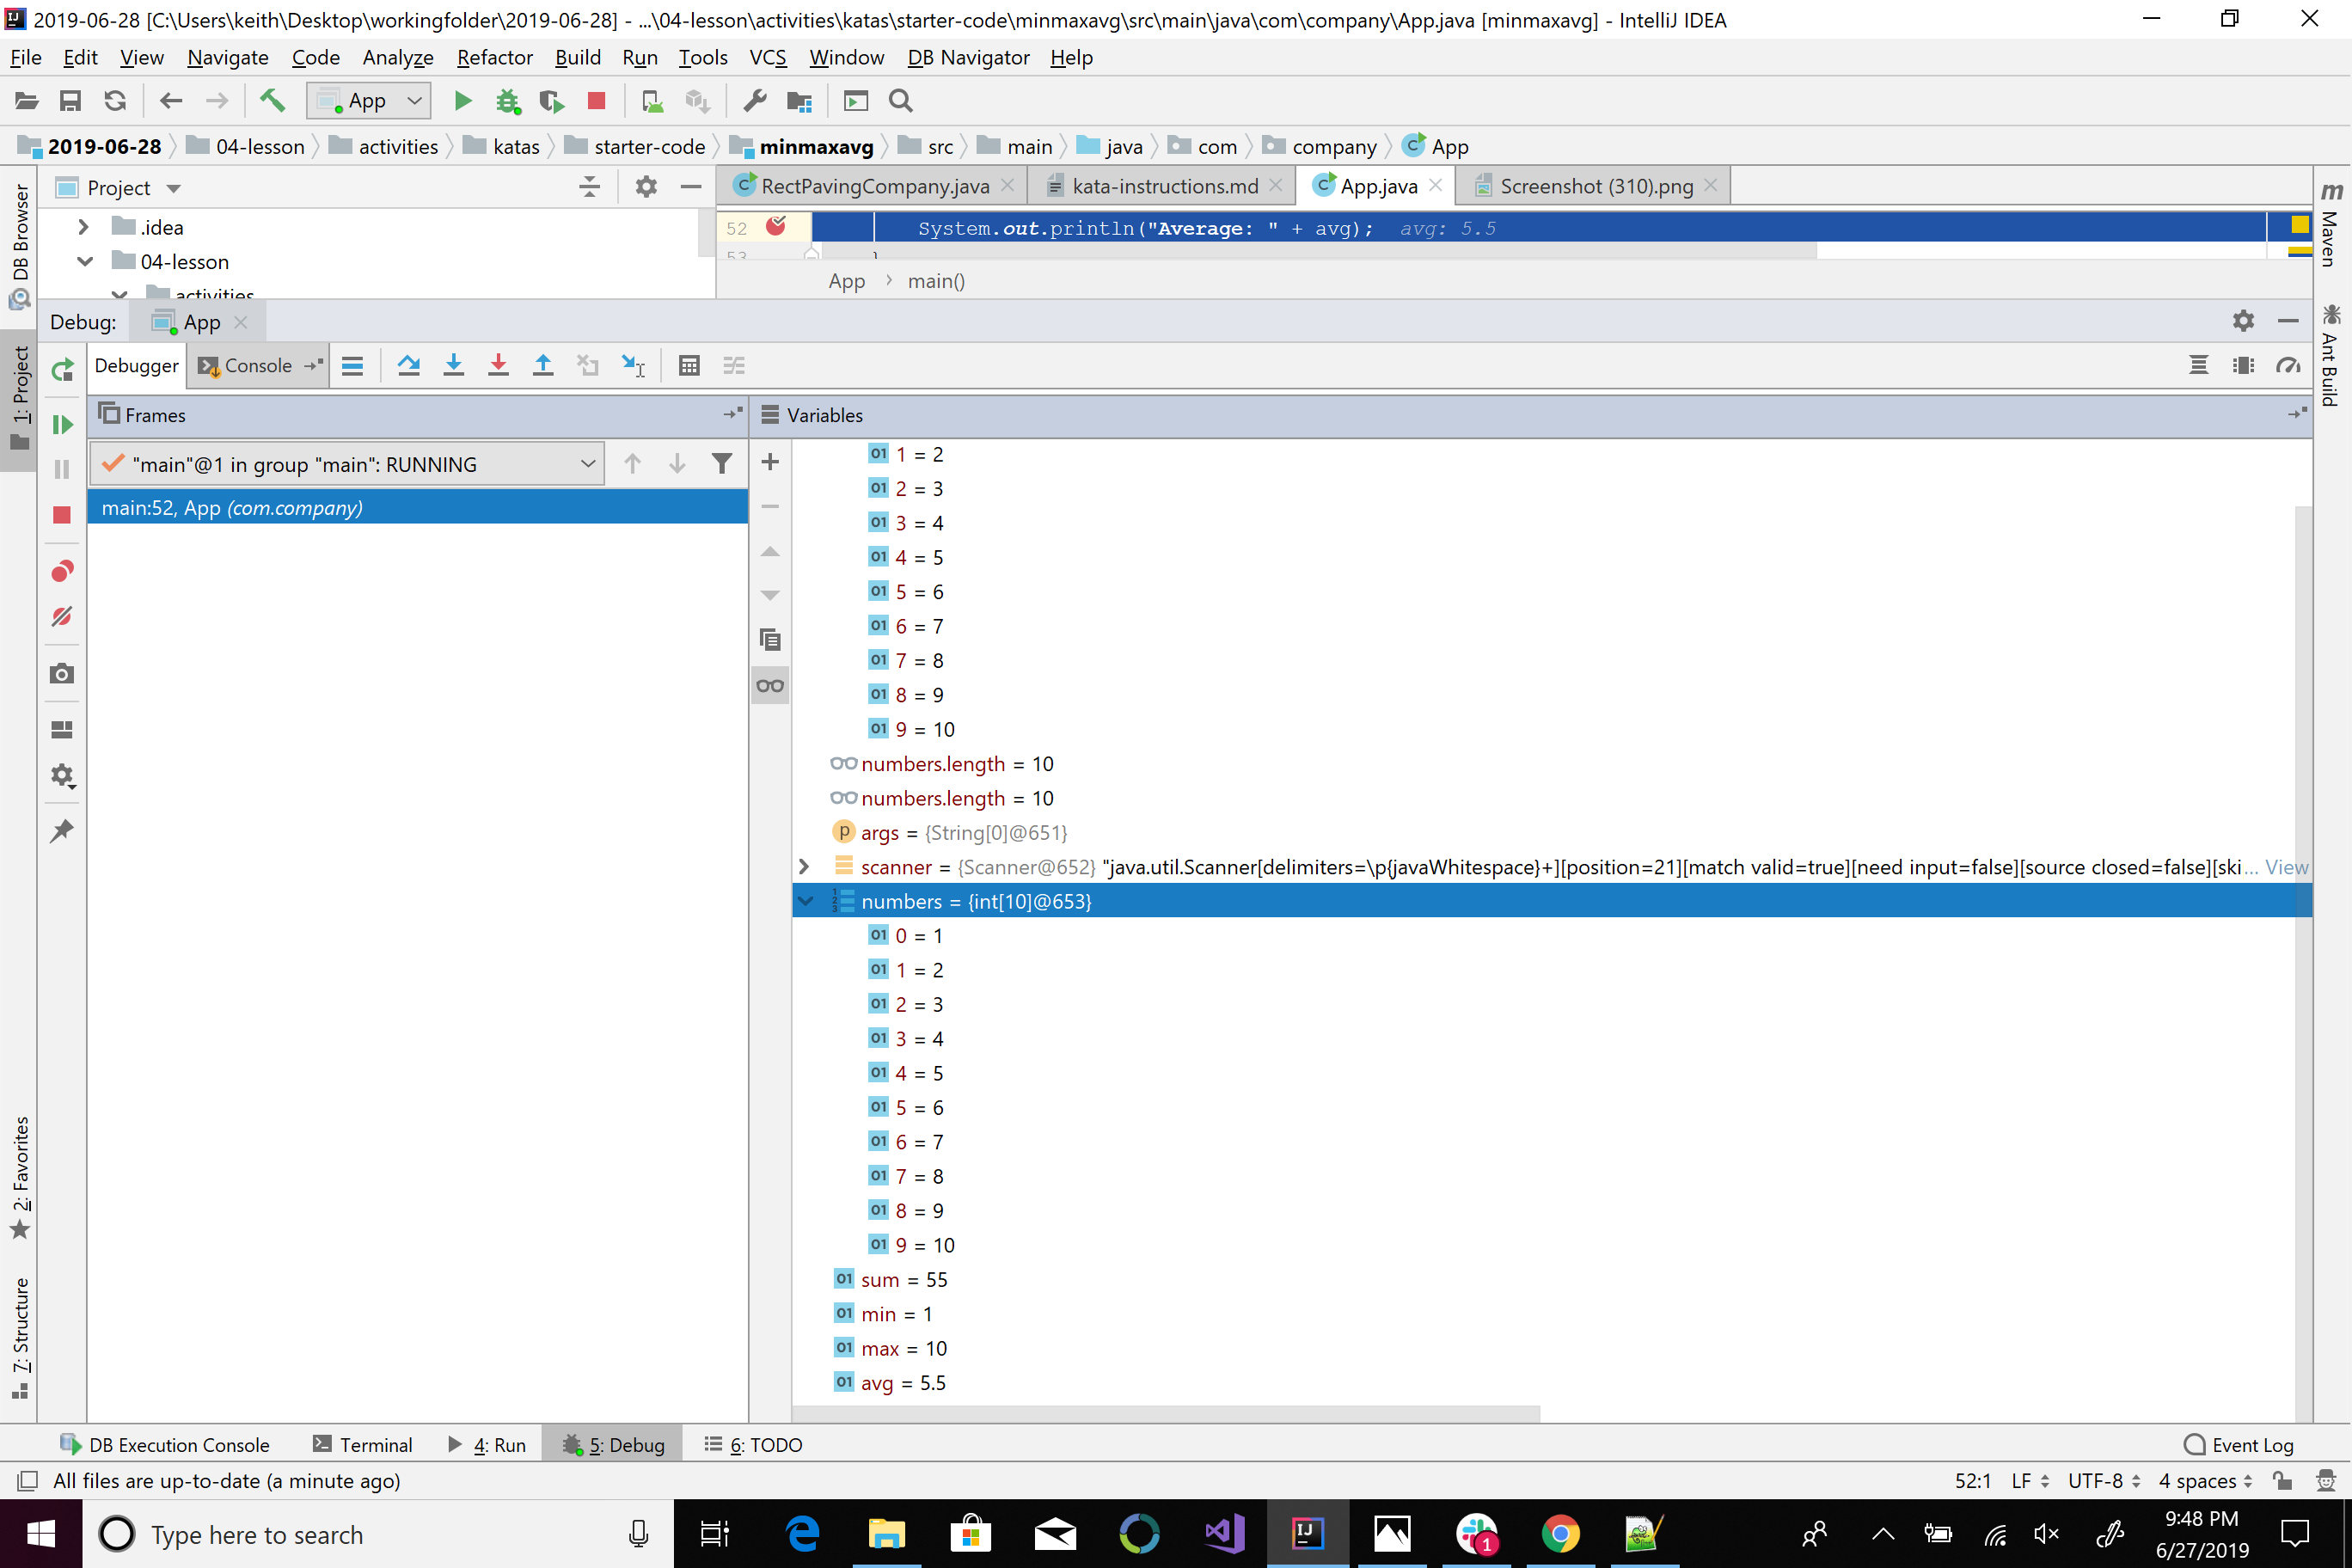 2019-06-28 [C:\Users\keith\Desktop\workingfolder\2019-06-28] - ...\04-lesson\activities\katas\starter-code\minmaxavg\src\main\java\com\company\App.java [minmaxavg] - IntelliJ IDEA
File Edit View Navigate Code Analyze Refactor Build Run Tools VCS Window DB Navigator Help
App
2019-06-28 04-lesson activities katas starter-code minmaxavg src main java com company App
Project
RectPavingCompany.java kata-instructions.md App.java Screenshot (310).png
.idea
04-lesson
activities
52 System.out.println("Average: " + avg); avg: 5.5
53 }
App main()
DB Browser
1: Project
2: Favorites
7: Structure
Maven
Ant Build
Debug: App
Debugger Console
Frames
Variables
"main"@1 in group "main": RUNNING
main:52, App (com.company)
1 = 2
2 = 3
3 = 4
4 = 5
5 = 6
6 = 7
7 = 8
8 = 9
9 = 10
numbers.length = 10
numbers.length = 10
args = {String[0]@651}
scanner = {Scanner@652} "java.util.Scanner[delimiters=\p{javaWhitespace}+][position=21][match valid=true][need input=false][source closed=false][ski... View
numbers = {int[10]@653}
0 = 1
1 = 2
2 = 3
3 = 4
4 = 5
5 = 6
6 = 7
7 = 8
8 = 9
9 = 10
sum = 55
min = 1
max = 10
avg = 5.5
DB Execution Console Terminal 4: Run 5: Debug 6: TODO Event Log
All files are up-to-date (a minute ago) 52:1 LF UTF-8 4 spaces
Type here to search
1
9:48 PM
6/27/2019